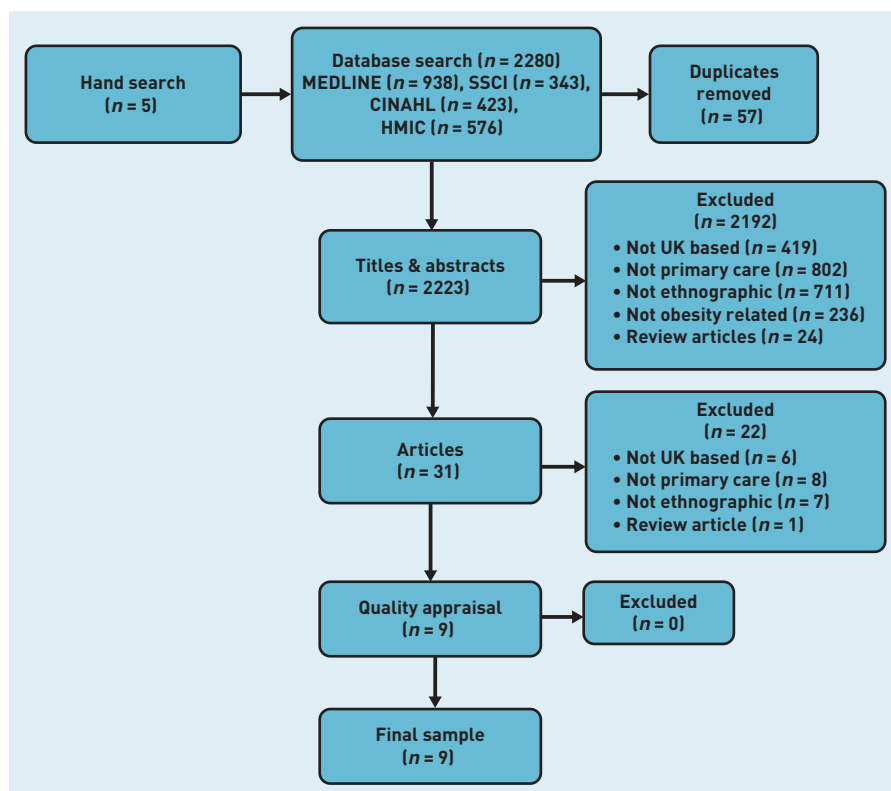 Hand search
(n = 5)
Database search (n = 2280)
MEDLINE (n = 938), SSCI (n = 343),
CINAHL (n = 423),
HMIC (n = 576)
Duplicates
removed
(n = 57)
Titles & abstracts
(n = 2223)
Excluded
(n = 2192)
• Not UK based (n = 419)
• Not primary care (n = 802)
• Not ethnographic (n = 711)
• Not obesity related (n = 236)
• Review articles (n = 24)
Articles
(n = 31)
Excluded
(n = 22)
• Not UK based (n = 6)
• Not primary care (n = 8)
• Not ethnographic (n = 7)
• Review article (n = 1)
Quality appraisal
(n = 9)
Excluded
(n = 0)
Final sample
(n = 9)